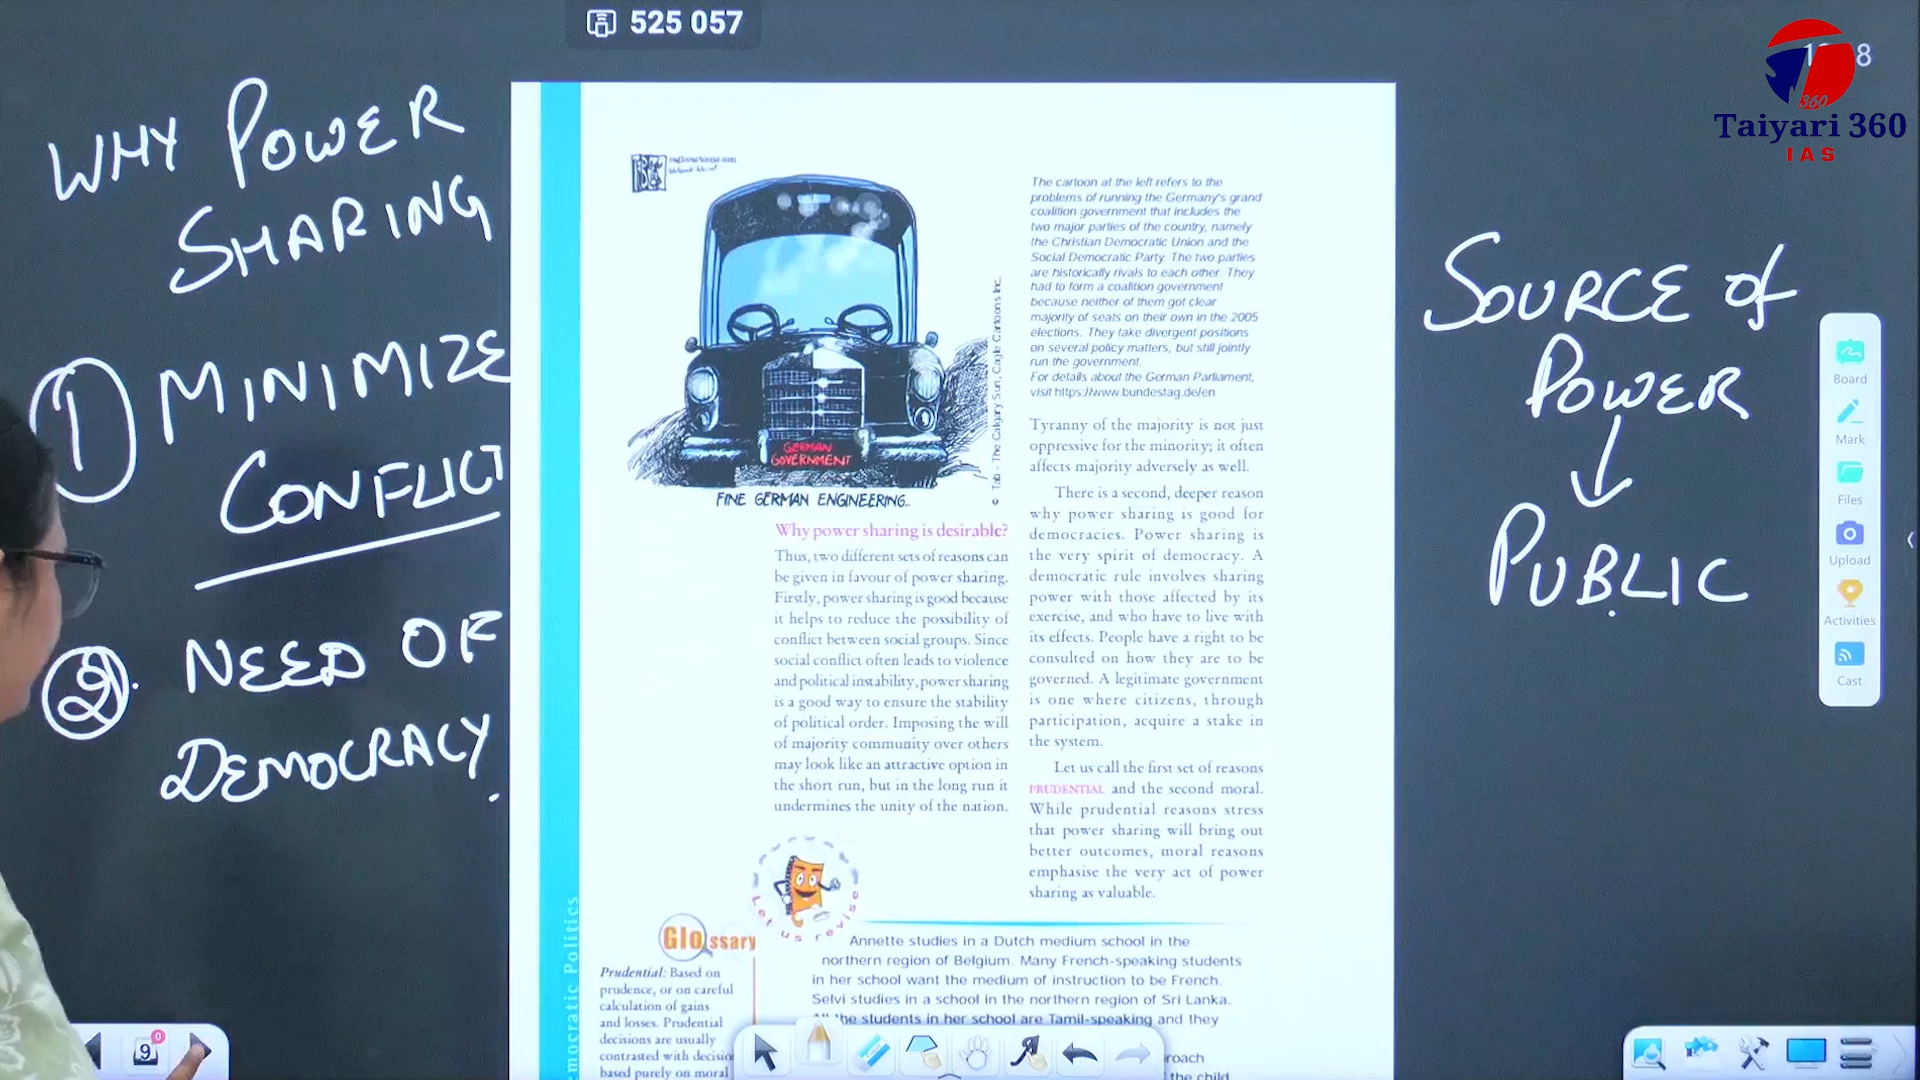 525 057
Taiyari 360
IAS
WHY POWER
SHARING
1 MINIMIZE
CONFLICT
2. NEED OF
DEMOCRACY.
SOURCE of
POWER
PUBLIC
GERMAN
GOVERNMENT
FINE GERMAN ENGINEERING..
© Tab - The Calgary Sun, Cagle Cartoons Inc.
The cartoon at the left refers to the
problems of running the Germany's grand
coalition government that includes the
two major parties of the country, namely
the Christian Democratic Union and the
Social Democratic Party. The two parties
are historically rivals to each other. They
had to form a coalition government
because neither of them got clear
majority of seats on their own in the 2005
elections. They take divergent positions
on several policy matters, but still jointly
run the government.
For details about the German Parliament,
visit https://www.bundestag.de/en
Why power sharing is desirable?
Thus, two different sets of reasons can
be given in favour of power sharing.
Firstly, power sharing is good because
it helps to reduce the possibility of
conflict between social groups. Since
social conflict often leads to violence
and political instability, power sharing
is a good way to ensure the stability
of political order. Imposing the will
of majority community over others
may look like an attractive option in
the short run, but in the long run it
undermines the unity of the nation.
Tyranny of the majority is not just
oppressive for the minority; it often
affects majority adversely as well.
There is a second, deeper reason
why power sharing is good for
democracies. Power sharing is
the very spirit of democracy. A
democratic rule involves sharing
power with those affected by its
exercise, and who have to live with
its effects. People have a right to be
consulted on how they are to be
governed. A legitimate government
is one where citizens, through
participation, acquire a stake in
the system.
Let us call the first set of reasons
PRUDENTIAL and the second moral.
While prudential reasons stress
that power sharing will bring out
better outcomes, moral reasons
emphasise the very act of power
sharing as valuable.
Let us revise
Glossary
Prudential: Based on
prudence, or on careful
calculation of gains
and losses. Prudential
decisions are usually
contrasted with decisio
based purely on moral
Annette studies in a Dutch medium school in the
northern region of Belgium. Many French-speaking students
in her school want the medium of instruction to be French.
Selvi studies in a school in the northern region of Sri Lanka.
All the students in her school are Tamil-speaking and they
roach
the child
mocratic Politics
Board
Mark
Files
Upload
Activities
Cast
9
0